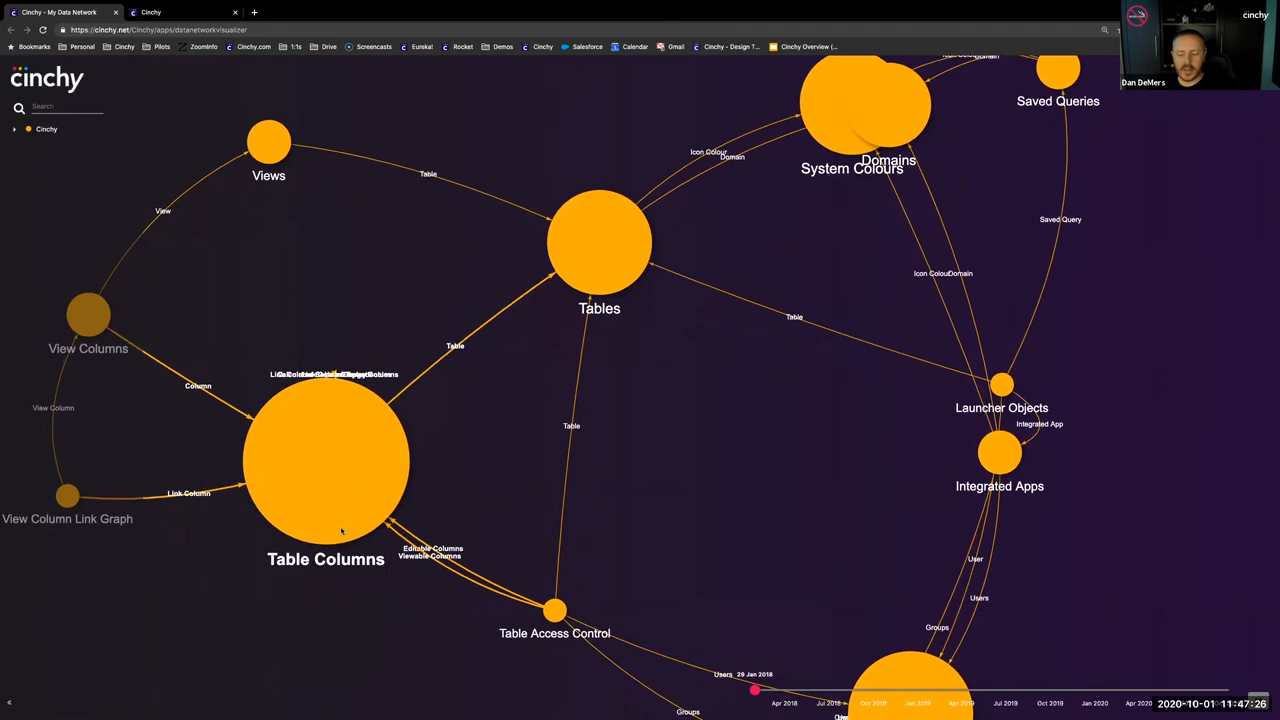 Cinchy - My Data Network
Cinchy
https://cinchy.net/Cinchy/apps/datanetworkvisualizer
Bookmarks
Personal
Cinchy
Pilots
ZoomInfo
Cinchy.com
1:1s
Drive
Screencasts
Eureka!
Rocket
Demos
Cinchy
Salesforce
Calendar
Gmail
Cinchy - Design T...
Cinchy Overview (...
cinchy
Dan DeMers
cinchy
Search
Cinchy
Views
Table
Icon Colour
Domain
System Colours
Domains
Domain
Saved Queries
View
Saved Query
Tables
Icon Colour
Domain
Table
View Columns
Table
Column
View Column
Launcher Objects
Integrated App
Table
Integrated Apps
Link Column
View Column Link Graph
Table Columns
Editable Columns
Viewable Columns
User
Users
Groups
Table Access Control
Users
29 Jan 2018
Groups
Apr 2018
Jul 2018
Oct 2018
Jan 2019
Apr 2019
Jul 2019
Oct 2019
Jan 2020
Apr 2020
2020-10-01 11:47:26